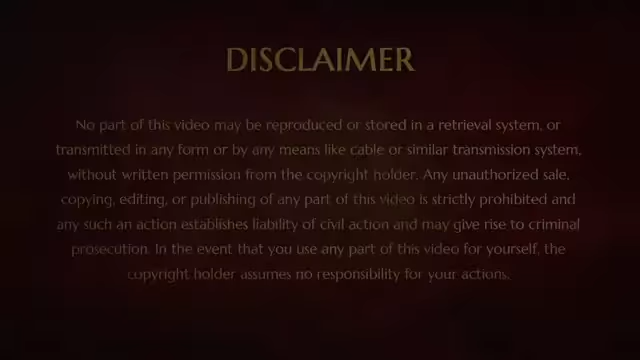 DISCLAIMER
No part of this video may be reproduced or stored in a retrieval system, or
transmitted in any form or by any means like cable or similar transmission system,
without written permission from the copyright holder. Any unauthorized sale,
copying, editing, or publishing of any part of this video is strictly prohibited and
any such an action establishes liability of civil action and may give rise to criminal
prosecution. In the event that you use any part of this video for yourself, the
copyright holder assumes no responsibility for your actions.